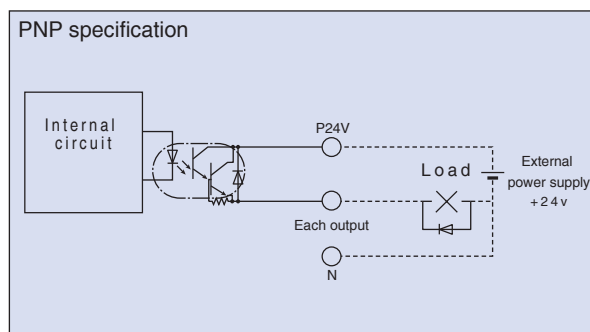 PNP specification
Internal
circuit
P24V
Load
External
power supply
+24v
Each output
N